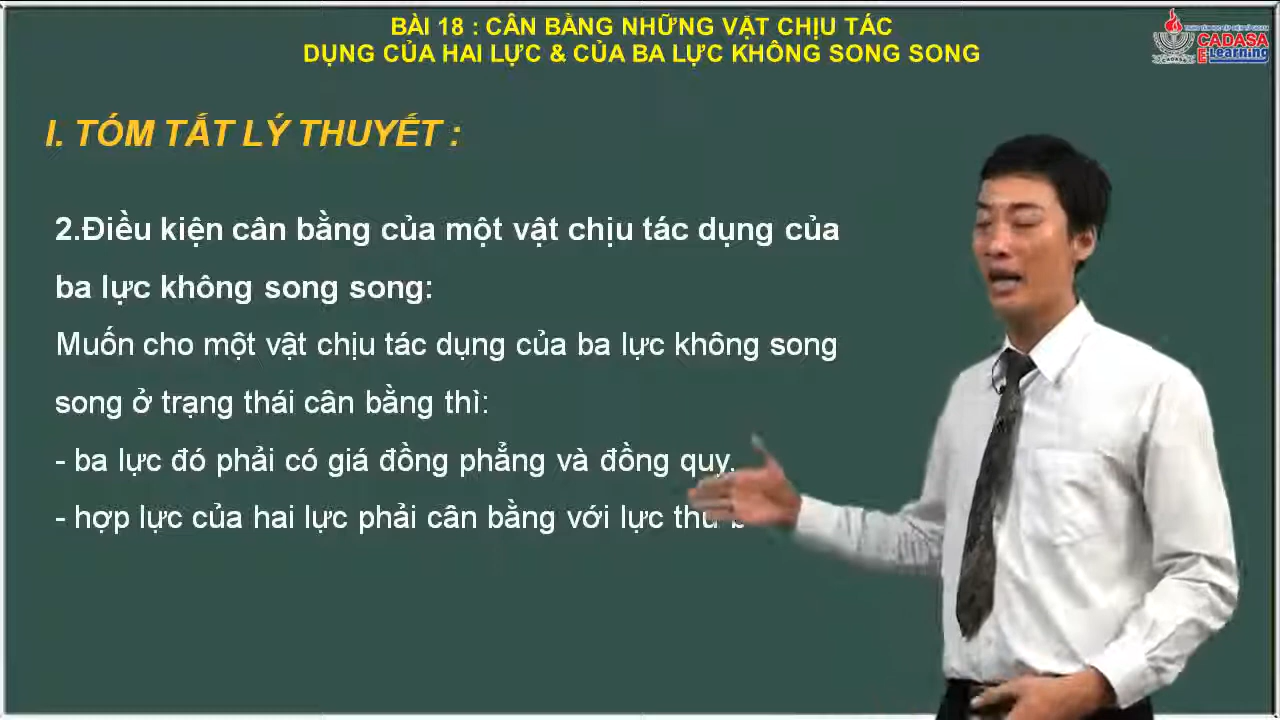 BÀI 18 : CÂN BẰNG NHỮNG VẬT CHỊU TÁC
DỤNG CỦA HAI LỰC & CỦA BA LỰC KHÔNG SONG SONG
CADASA
E Learning
I. TÓM TẮT LÝ THUYẾT :
2.Điều kiện cân bằng của một vật chịu tác dụng của
ba lực không song song:
Muốn cho một vật chịu tác dụng của ba lực không song
song ở trạng thái cân bằng thì:
- ba lực đó phải có giá đồng phẳng và đồng quy.
- hợp lực của hai lực phải cân bằng với lực thứ